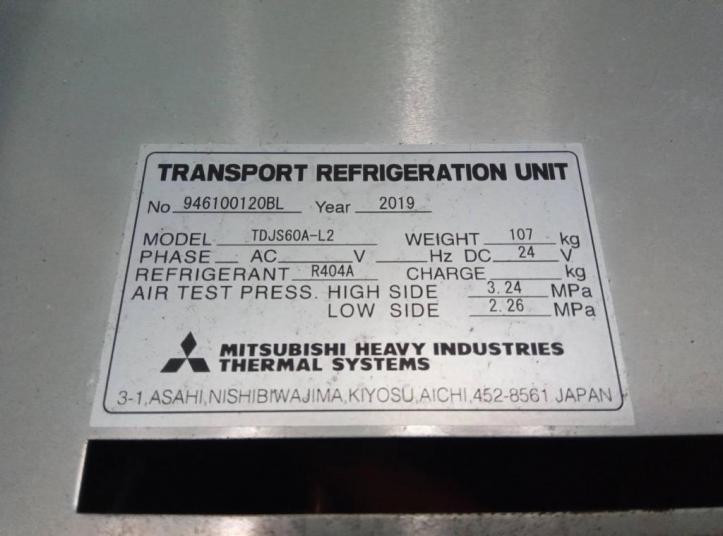 TRANSPORT REFRIGERATION UNIT
No 946100120BL Year 2019
MODEL TDJS60A-L2 WEIGHT 107 kg
PHASE AC V Hz DC 24 V
REFRIGERANT R404A CHARGE kg
AIR TEST PRESS. HIGH SIDE 3.24 MPa
LOW SIDE 2.26 MPa
MITSUBISHI HEAVY INDUSTRIES
THERMAL SYSTEMS
3-1,ASAHI,NISHIBIWAJIMA,KIYOSU,AICHI,452-8561 JAPAN